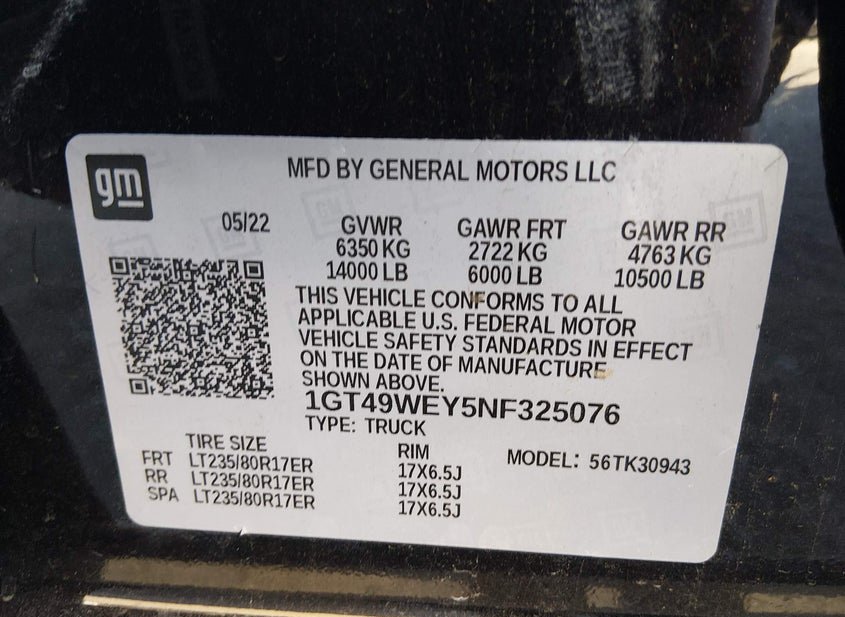 gm
MFD BY GENERAL MOTORS LLC
05/22 GVWR GAWR FRT GAWR RR
6350 KG 2722 KG 4763 KG
14000 LB 6000 LB 10500 LB
THIS VEHICLE CONFORMS TO ALL
APPLICABLE U.S. FEDERAL MOTOR
VEHICLE SAFETY STANDARDS IN EFFECT
ON THE DATE OF MANUFACTURE
SHOWN ABOVE.
1GT49WEY5NF325076
TYPE: TRUCK
TIRE SIZE RIM MODEL: 56TK30943
FRT LT235/80R17ER 17X6.5J
RR LT235/80R17ER 17X6.5J
SPA LT235/80R17ER 17X6.5J